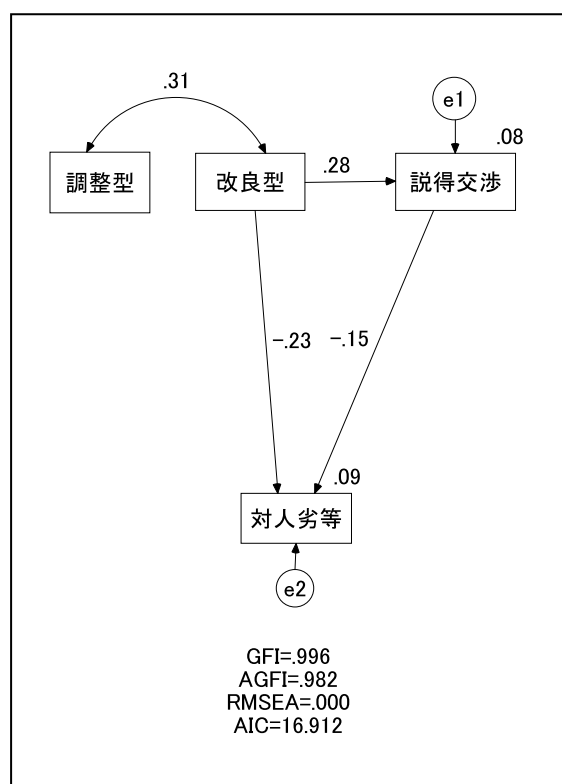 .31
e1
.08
調整型
改良型
.28
説得交渉
-.23
-.15
.09
対人劣等
e2
GFI=.996
AGFI=.982
RMSEA=.000
AIC=16.912